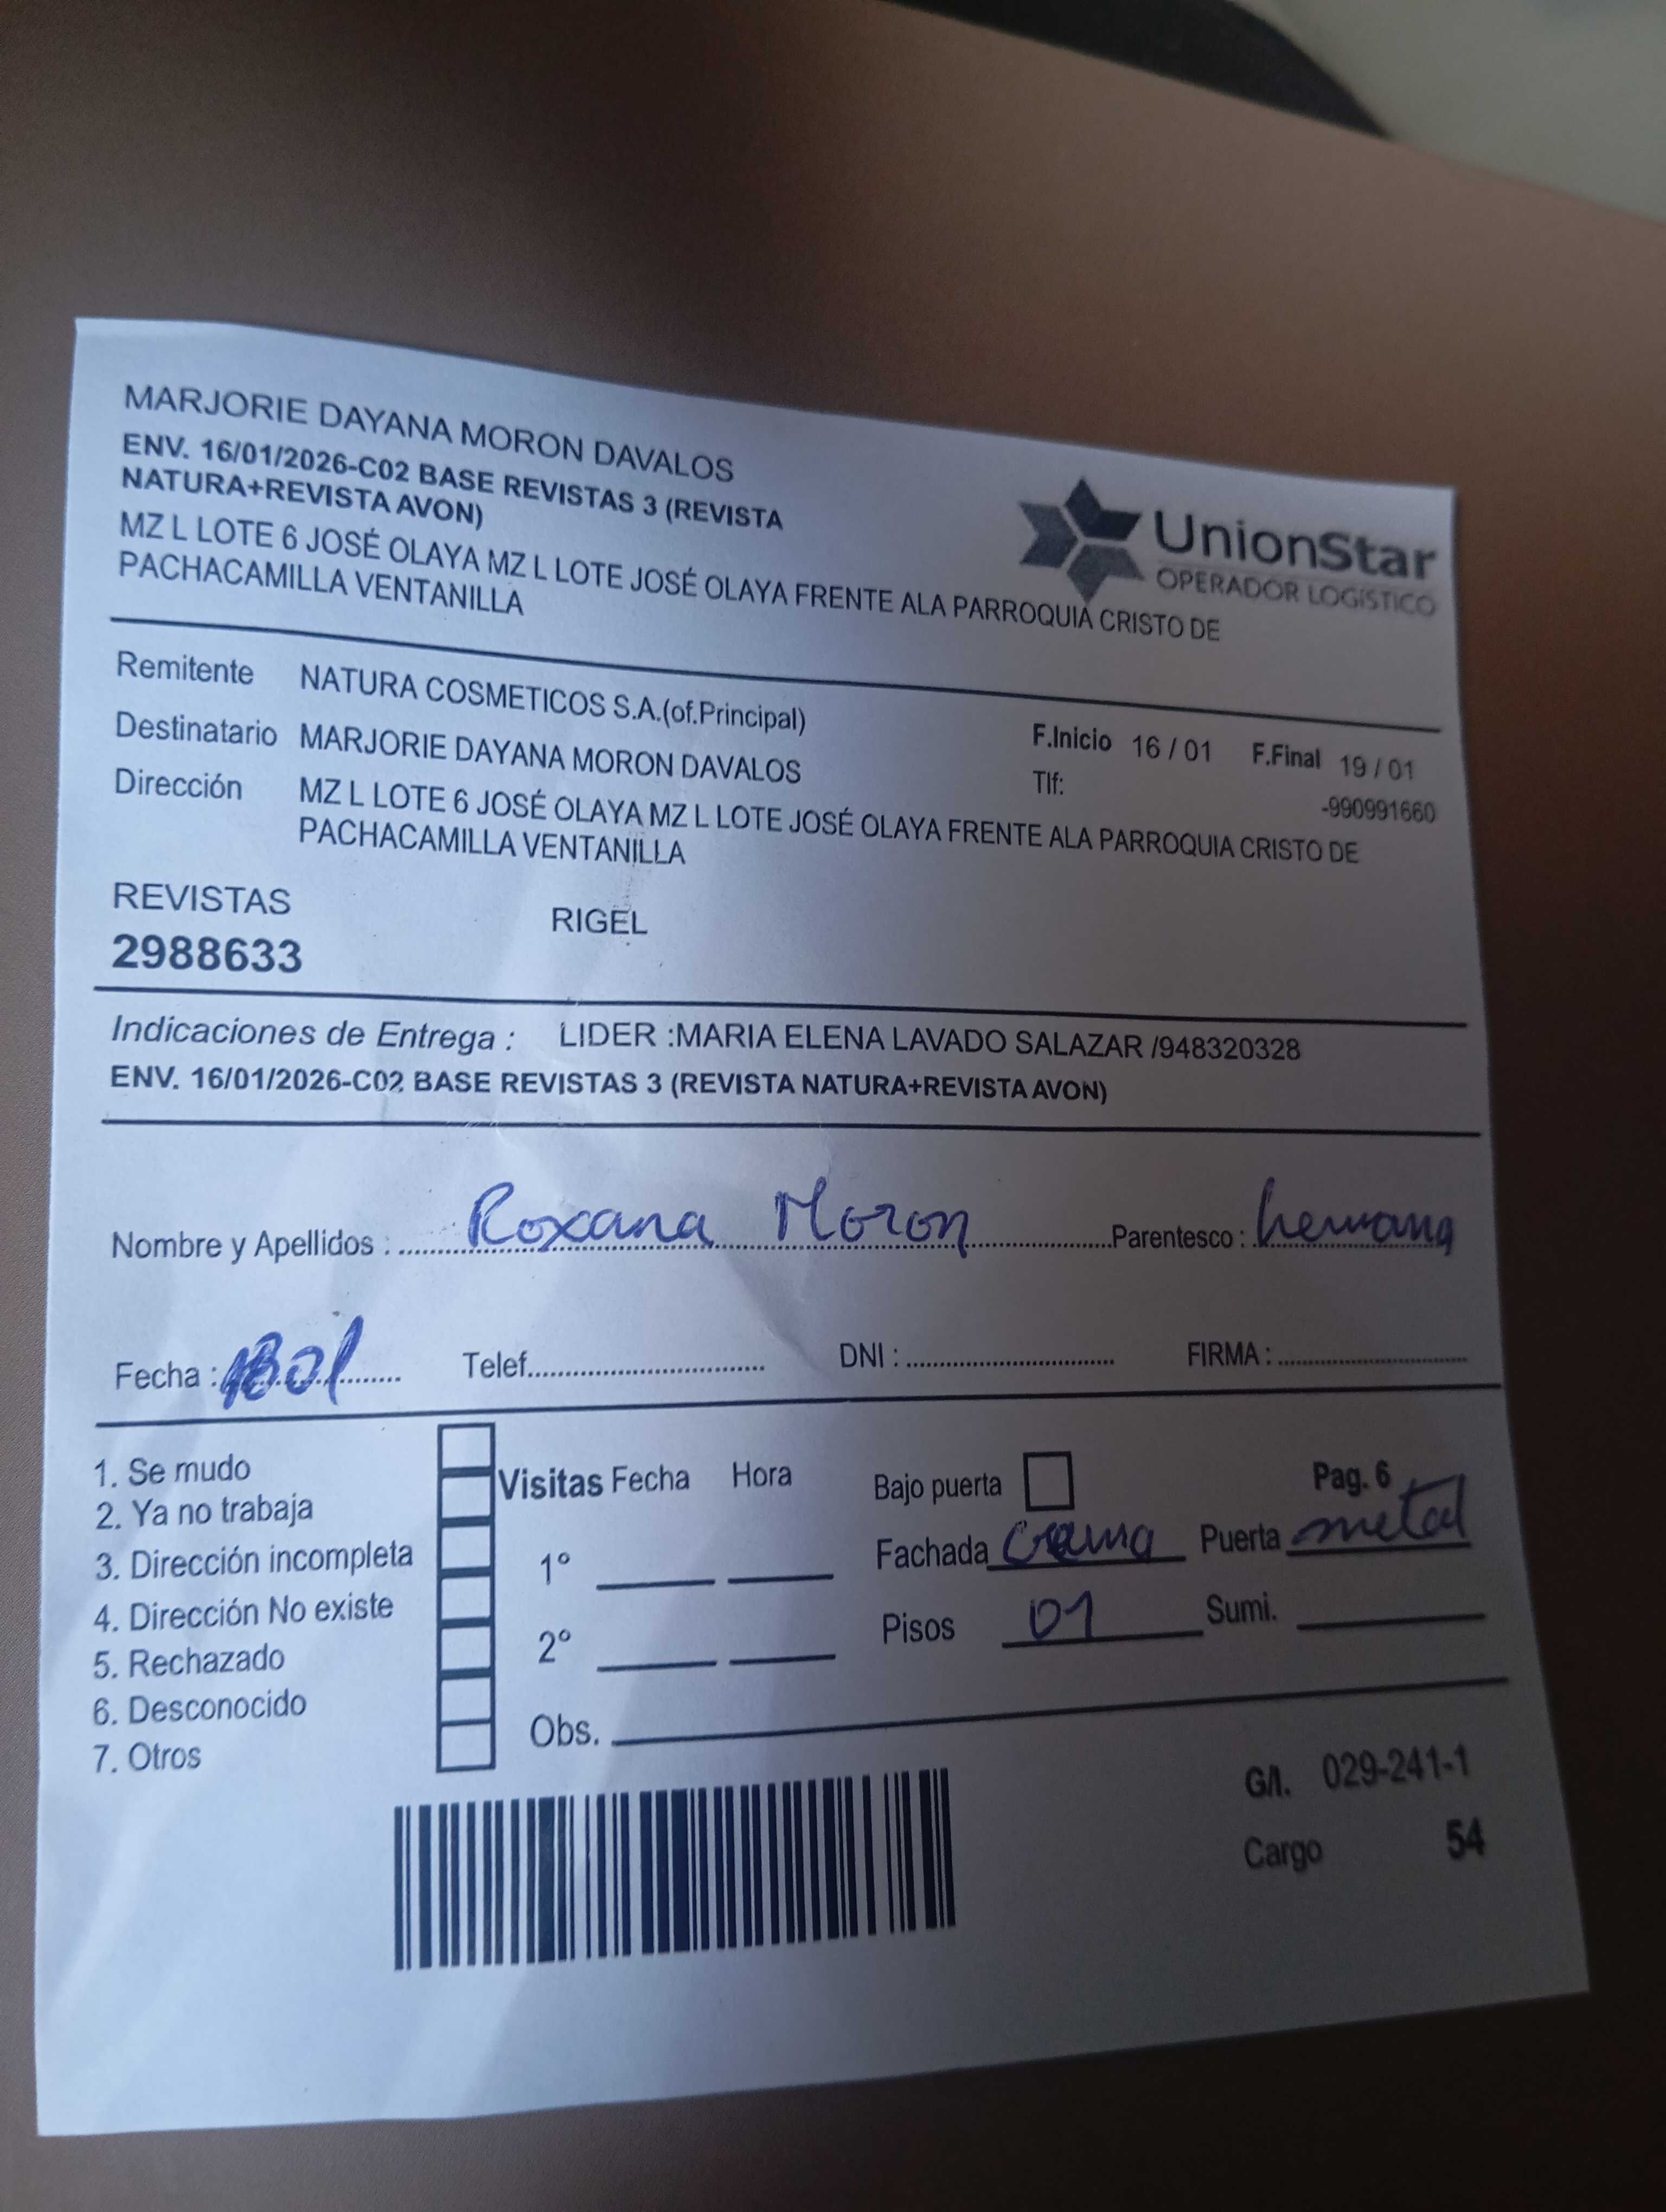 MARJORIE DAYANA MORON DAVALOS
ENV. 16/01/2026-C02 BASE REVISTAS 3 (REVISTA
NATURA+REVISTA AVON)
MZ L LOTE 6 JOSÉ OLAYA MZ L LOTE JOSÉ OLAYA FRENTE ALA PARROQUIA CRISTO DE
PACHACAMILLA VENTANILLA
UnionStar
OPERADOR LOGÍSTICO
Remitente NATURA COSMETICOS S.A.(of.Principal)
F.Inicio 16 / 01 F.Final 19 / 01
Destinatario MARJORIE DAYANA MORON DAVALOS
Tlf: -990991660
Dirección MZ L LOTE 6 JOSÉ OLAYA MZ L LOTE JOSÉ OLAYA FRENTE ALA PARROQUIA CRISTO DE
PACHACAMILLA VENTANILLA
REVISTAS RIGEL
2988633
Indicaciones de Entrega : LIDER :MARIA ELENA LAVADO SALAZAR /948320328
ENV. 16/01/2026-C02 BASE REVISTAS 3 (REVISTA NATURA+REVISTA AVON)
Nombre y Apellidos : Roxana Moron Parentesco : hermana
Fecha : Telef. DNI : FIRMA :
1. Se mudo
2. Ya no trabaja
3. Dirección incompleta
4. Dirección No existe
5. Rechazado
6. Desconocido
7. Otros
Visitas Fecha Hora
1°
2°
Obs.
Bajo puerta Pag. 6
Fachada crema Puerta metal
Pisos 01 Sumi.
G/I. 029-241-1
Cargo 54